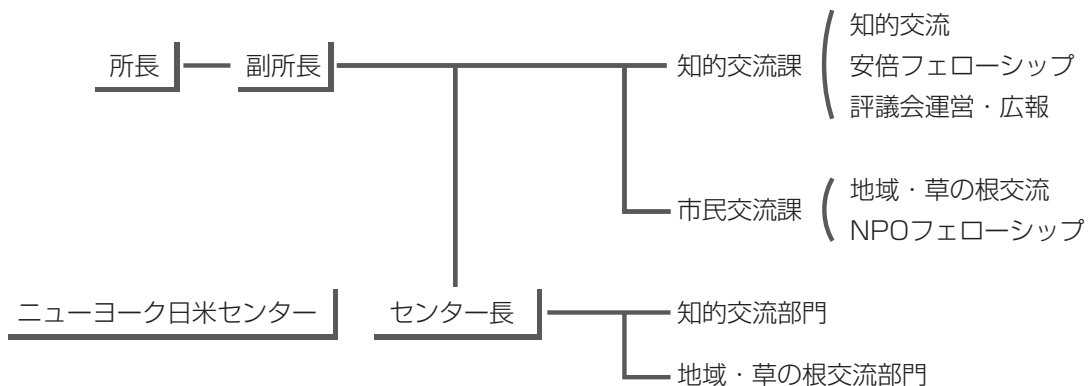 所長
副所長
知的交流課
知的交流
安倍フェローシップ
評議会運営・広報
市民交流課
地域・草の根交流
NPOフェローシップ
ニューヨーク日米センター
センター長
知的交流部門
地域・草の根交流部門